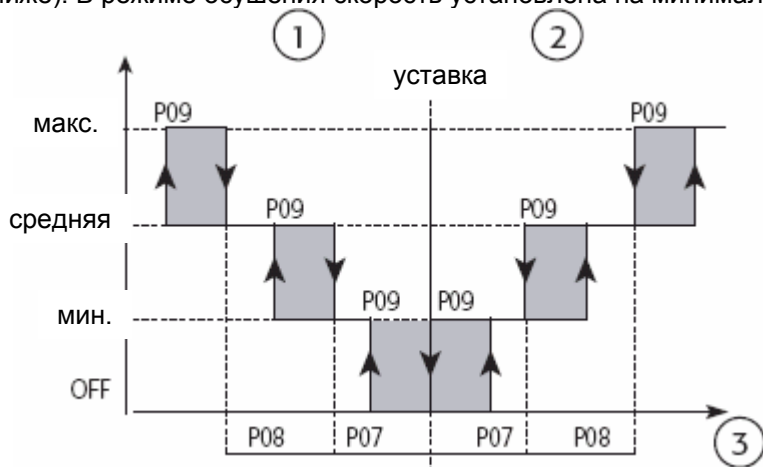 ниже). В режиме осушения скорость установлена на минимал
1 2
уставка
P09 P09
макс.
P09 P09
средняя
P09 P09
мин.
OFF
P08 P07 P07 P08
3